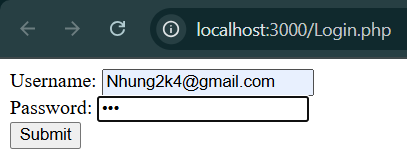 localhost:3000/Login.php
Username: Nhung2k4@gmail.com
Password: •••
Submit